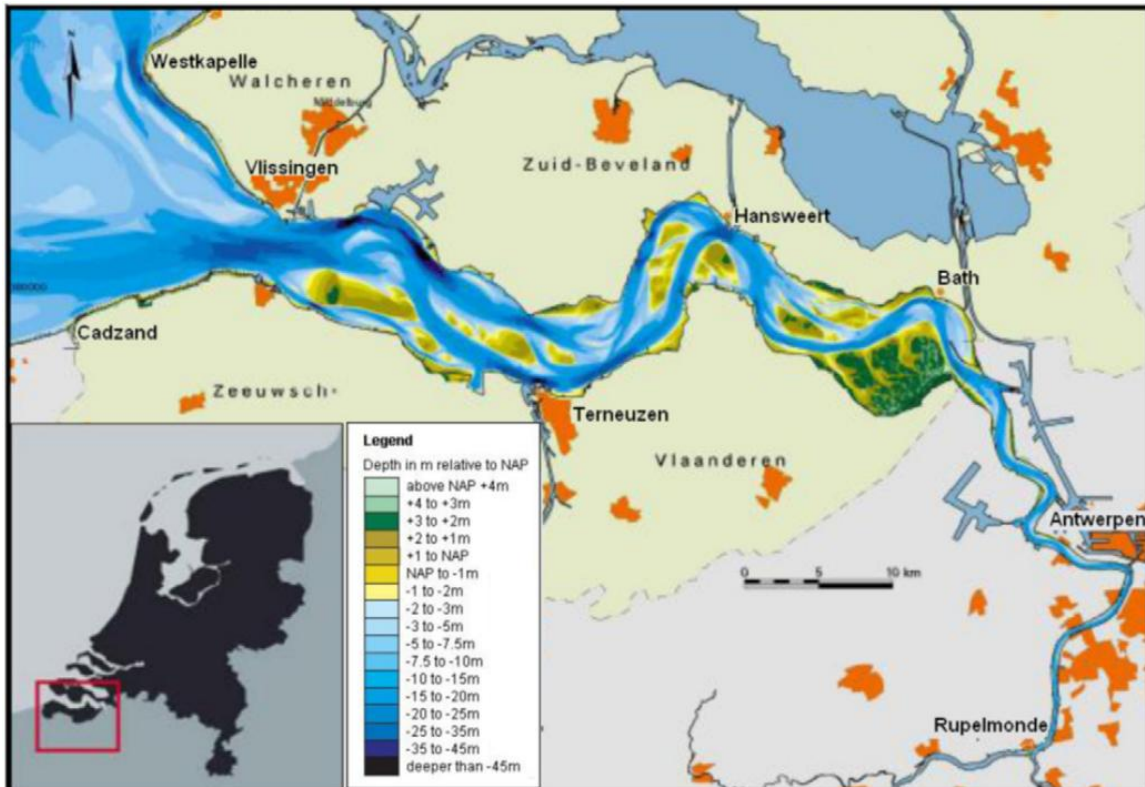 N
Westkapelle
Walcheren
Middelburg
Vlissingen
Zuid-Beveland
Hansweert
Bath
Cadzand
Zeeuwsch-
Terneuzen
Vlaanderen
Antwerpen
0 5 10 km
Rupelmonde
Legend
Depth in m relative to NAP
above NAP +4m
+4 to +3m
+3 to +2m
+2 to +1m
+1 to NAP
NAP to -1m
-1 to -2m
-2 to -3m
-3 to -5m
-5 to -7.5m
-7.5 to -10m
-10 to -15m
-15 to -20m
-20 to -25m
-25 to -35m
-35 to -45m
deeper than -45m